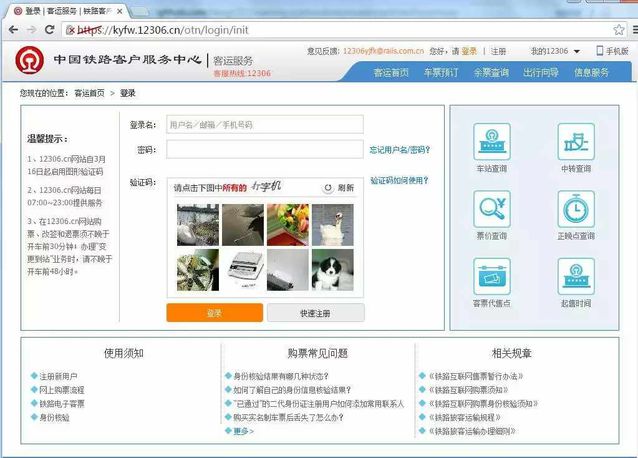 登录 | 客运服务 | 铁路客户
https://kyfw.12306.cn/otn/login/init
中国铁路客户服务中心 | 客运服务
客服热线:12306
意见反馈: 12306yjfk@rails.com.cn 您好，请 登录 | 注册 我的12306 手机版
客运首页 车票预订 余票查询 出行向导 信息服务
您现在的位置： 客运首页 > 登录
温馨提示：
1、12306.cn网站自3月
16日起启用图形验证码
2、12306.cn网站每日
07:00~23:00提供服务
3、在12306.cn网站购
票、改签和退票须不晚于
开车前30分钟；办理“变
更到站”业务时，请不晚于
开车前48小时。
登录名： 用户名／邮箱／手机号码
密码： 忘记用户名/密码？
验证码： 验证码如何使用？
请点击下图中所有的 打字机 刷新
登录 快速注册
车站查询 中转查询
票价查询 正晚点查询
客票代售点 起售时间
使用须知
注册新用户
网上购票流程
铁路电子客票
身份核验
购票常见问题
身份核验结果有哪几种状态？
如何了解自己的身份信息核验结果？
“已通过”的二代身份证注册用户如何添加常用联系人
购买实名制车票后丢失了怎么办？
更多>
相关规章
《铁路互联网售票暂行办法》
《铁路互联网购票须知》
《铁路互联网购票身份核验须知》
《铁路旅客运输规程》
《铁路旅客运输办理细则》